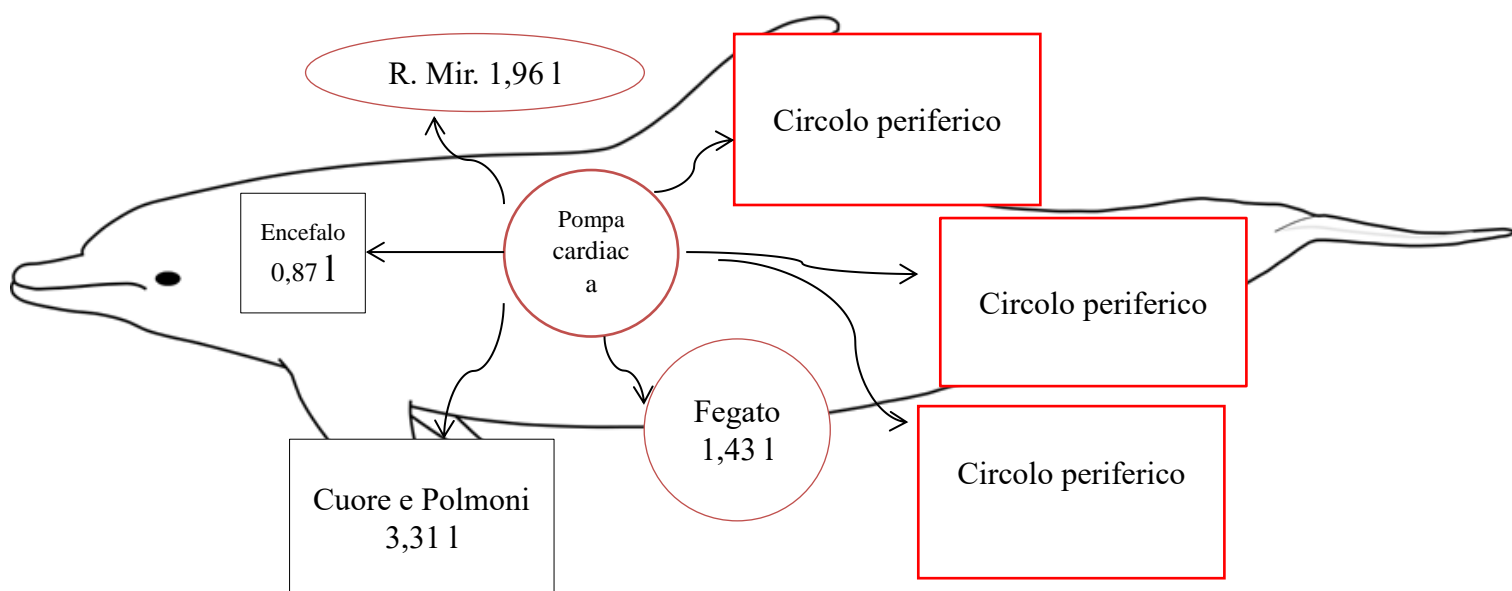 R. Mir. 1,96 l
Circolo periferico
Encefalo
0,87 l
Pompa
cardiac
a
Circolo periferico
Fegato
1,43 l
Circolo periferico
Cuore e Polmoni
3,31 l